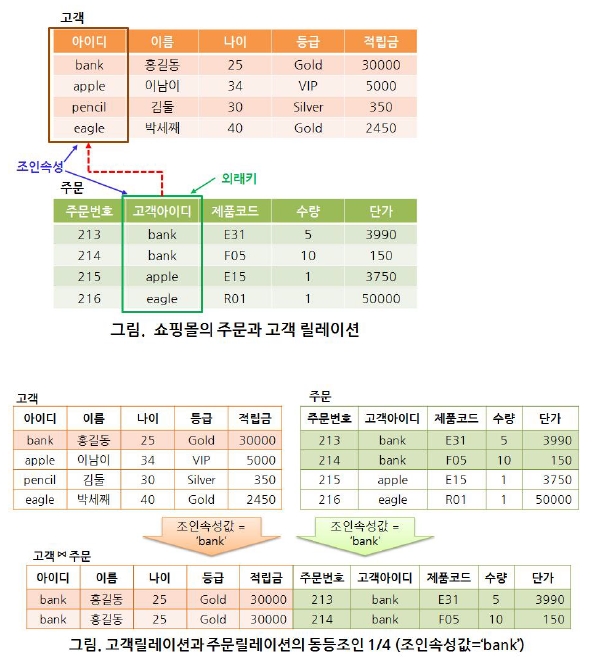 고객
아이디 이름 나이 등급 적립금
bank 홍길동 25 Gold 30000
apple 이남이 34 VIP 5000
pencil 김둘 30 Silver 350
eagle 박세째 40 Gold 2450
조인속성
외래키
주문
주문번호 고객아이디 제품코드 수량 단가
213 bank E31 5 3990
214 bank F05 10 150
215 apple E15 1 3750
216 eagle R01 1 50000
그림. 쇼핑몰의 주문과 고객 릴레이션
고객
아이디 이름 나이 등급 적립금
bank 홍길동 25 Gold 30000
apple 이남이 34 VIP 5000
pencil 김둘 30 Silver 350
eagle 박세째 40 Gold 2450
주문
주문번호 고객아이디 제품코드 수량 단가
213 bank E31 5 3990
214 bank F05 10 150
215 apple E15 1 3750
216 eagle R01 1 50000
조인속성값 =
‘bank’
조인속성값 =
‘bank’
고객⋈주문
아이디 이름 나이 등급 적립금 주문번호 고객아이디 제품코드 수량 단가
bank 홍길동 25 Gold 30000 213 bank E31 5 3990
bank 홍길동 25 Gold 30000 214 bank F05 10 150
그림. 고객릴레이션과 주문릴레이션의 동등조인 1/4 (조인속성값=‘bank’)